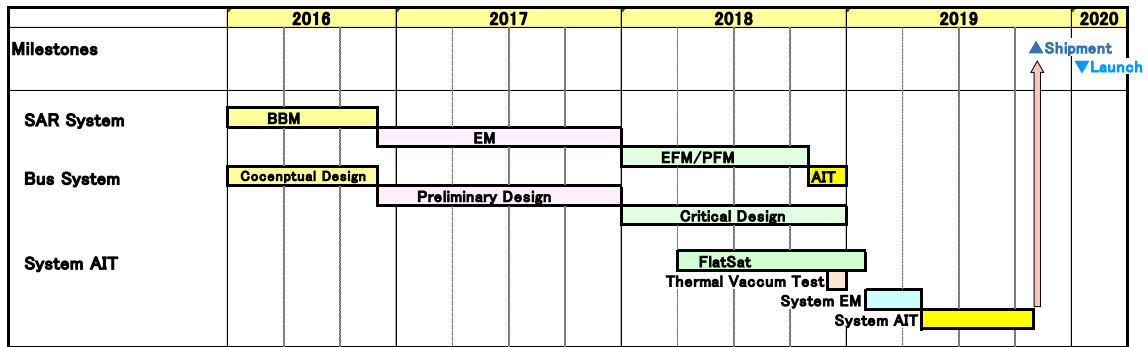 2016 2017 2018 2019 2020
Milestones
▲Shipment
▼Launch
SAR System
BBM
EM
EFM/PFM
AIT
Bus System
Cocenptual Design
Preliminary Design
Critical Design
System AIT
FlatSat
Thermal Vaccum Test
System EM
System AIT